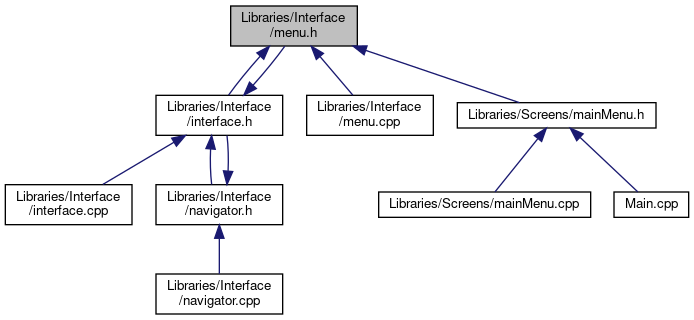 Libraries/Interface
/menu.h
Libraries/Interface
/interface.h
Libraries/Interface
/menu.cpp
Libraries/Screens/mainMenu.h
Libraries/Interface
/interface.cpp
Libraries/Interface
/navigator.h
Libraries/Screens/mainMenu.cpp
Main.cpp
Libraries/Interface
/navigator.cpp